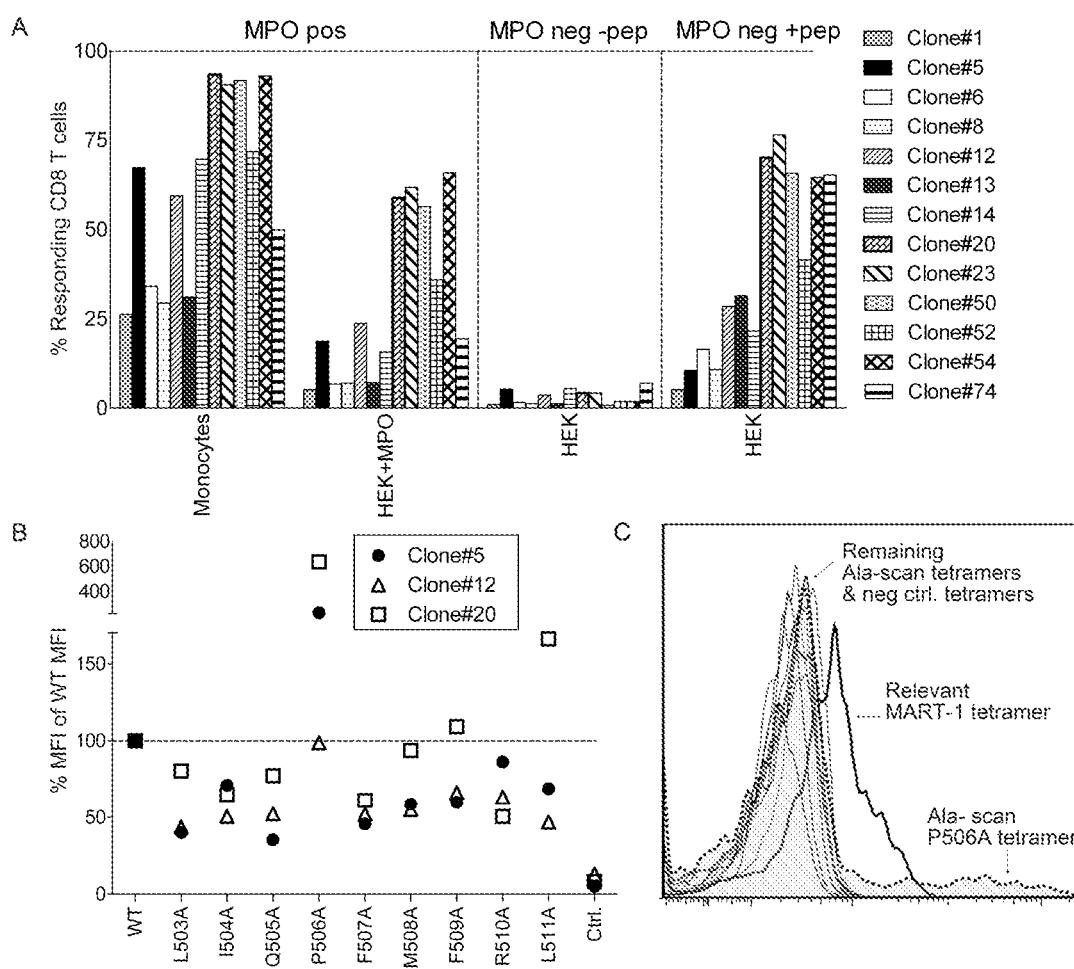 A
MPO pos
MPO neg -pep
MPO neg +pep
% Responding CD8 T cells
100
75
50
25
0
Monocytes
HEK+MPO
HEK
HEK
Clone#1
Clone#5
Clone#6
Clone#8
Clone#12
Clone#13
Clone#14
Clone#20
Clone#23
Clone#50
Clone#52
Clone#54
Clone#74
B
% MFI of WT MFI
800
600
400
200
150
100
50
0
Clone#5
Clone#12
Clone#20
WT
L503A
I504A
Q505A
P506A
F507A
M508A
F509A
R510A
L511A
Ctrl.
C
Remaining
Ala-scan tetramers
& neg ctrl. tetramers
Relevant
MART-1 tetramer
Ala- scan
P506A tetramer